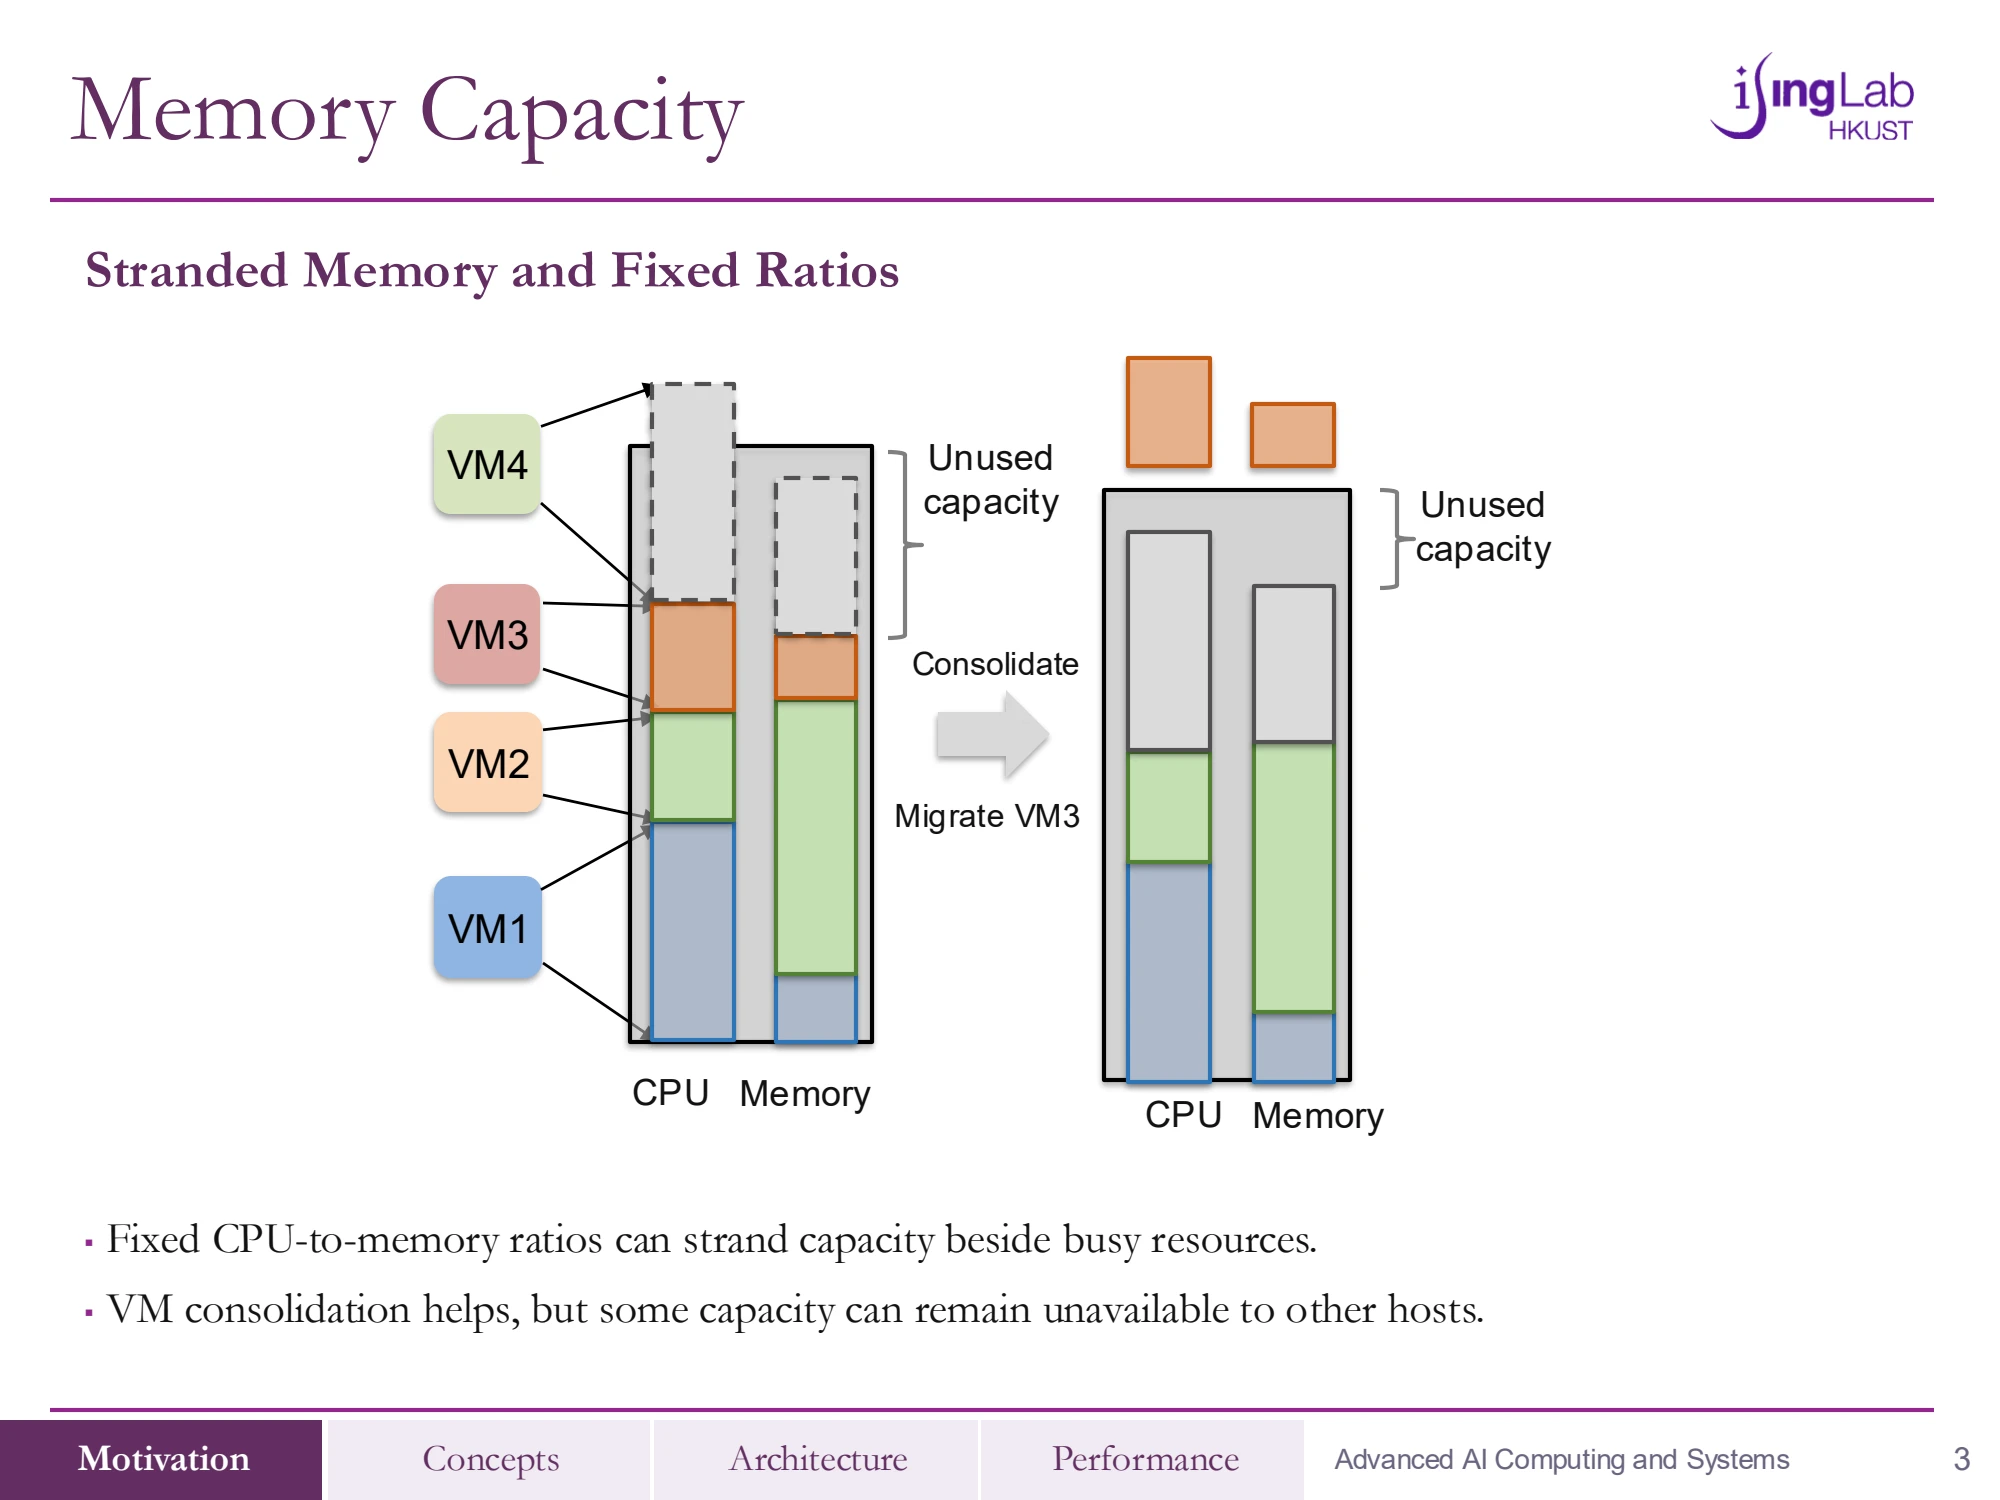 Memory Capacity
iSingLab
HKUST
Stranded Memory and Fixed Ratios
VM4
VM3
VM2
VM1
Unused
capacity
Consolidate
Migrate VM3
Unused
capacity
CPU Memory
CPU Memory
▪ Fixed CPU-to-memory ratios can strand capacity beside busy resources.
▪ VM consolidation helps, but some capacity can remain unavailable to other hosts.
Motivation Concepts Architecture Performance Advanced AI Computing and Systems 3